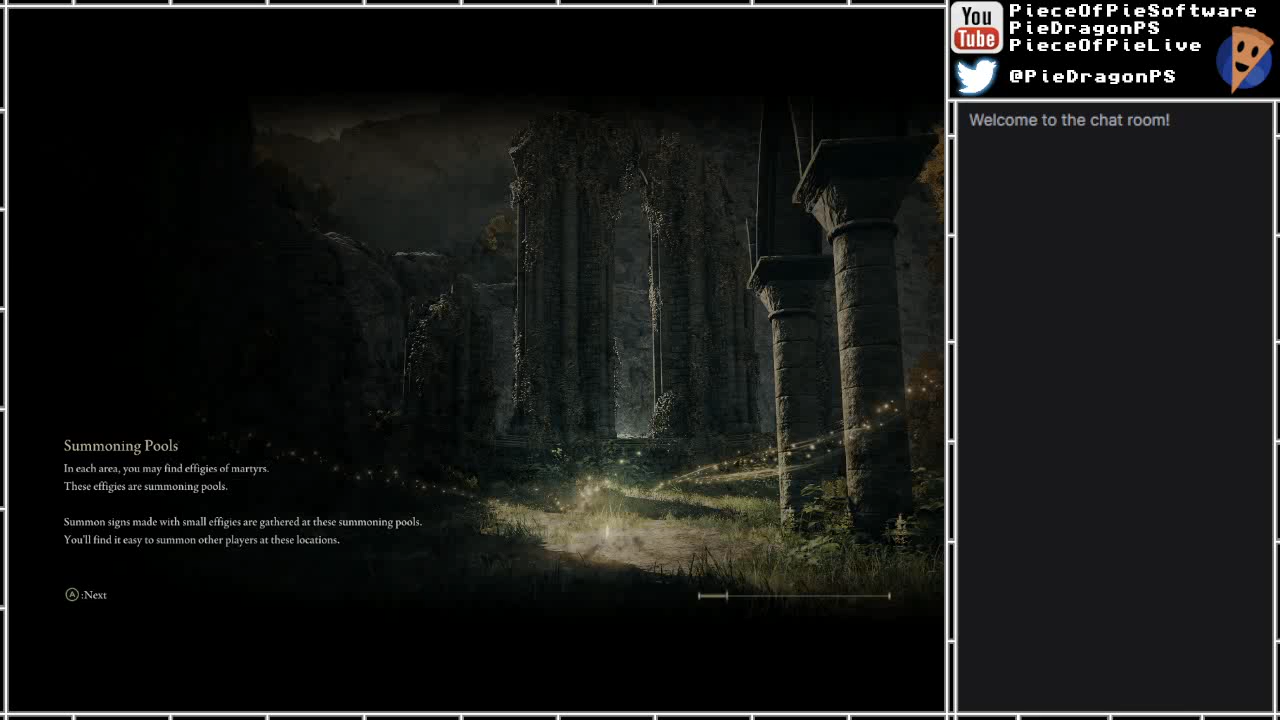 You
Tube
PieceOfPieSoftware
PieDragonPS
PieceOfPieLive
@PieDragonPS
Welcome to the chat room!
Summoning Pools
In each area, you may find effigies of martyrs.
These effigies are summoning pools.
Summon signs made with small effigies are gathered at these summoning pools.
You'll find it easy to summon other players at these locations.
A :Next